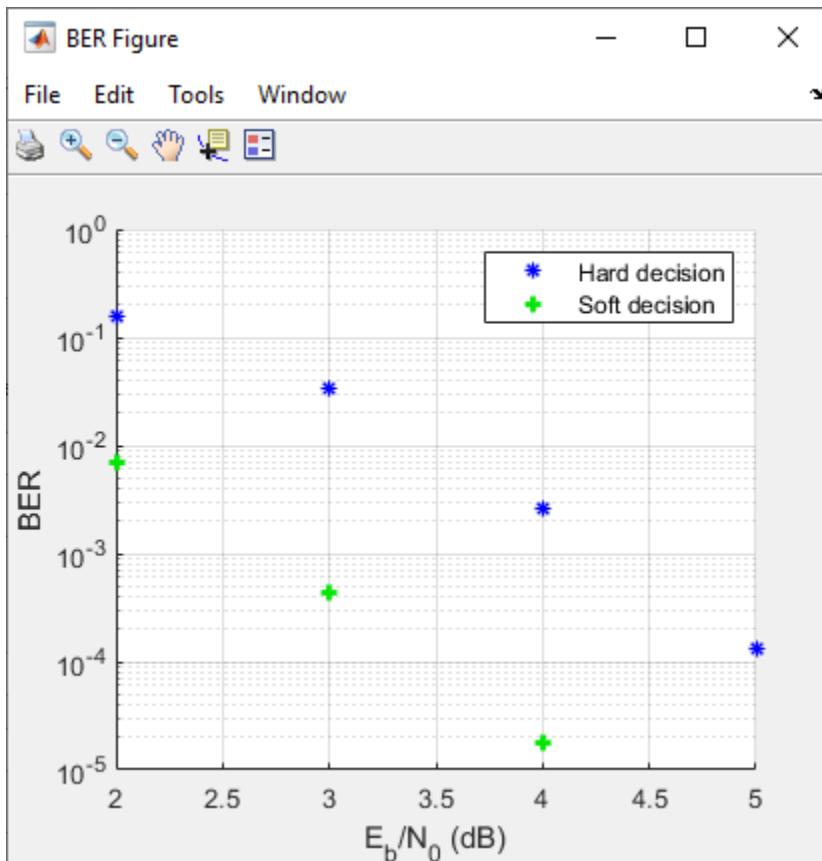 BER Figure
File Edit Tools Window
10^0
10^-1
10^-2
10^-3
10^-4
10^-5
BER
Hard decision
Soft decision
2 2.5 3 3.5 4 4.5 5
E_b/N_0 (dB)